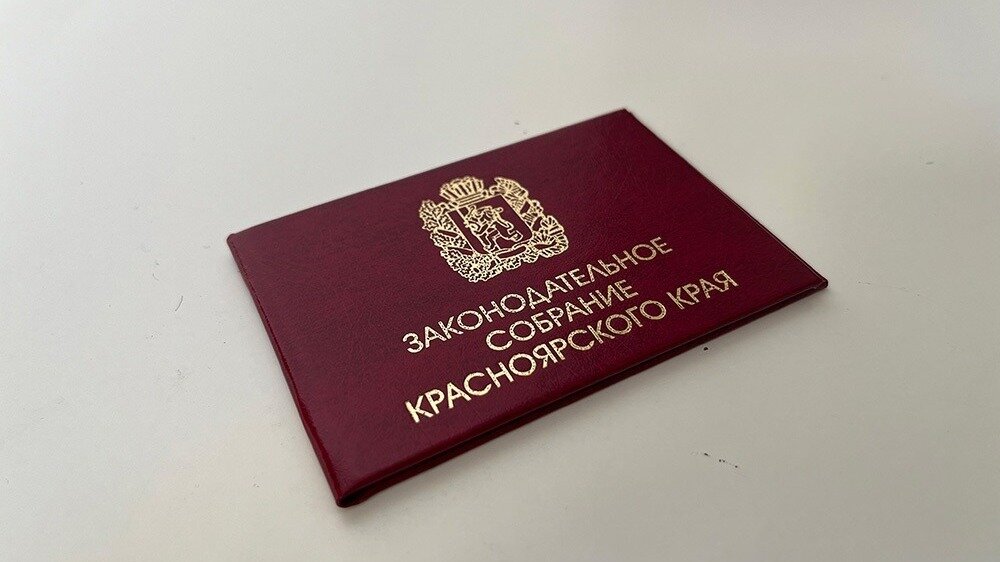 ЗАКОНОДАТЕЛЬНОЕ
СОБРАНИЕ
КРАСНОЯРСКОГО КРАЯ